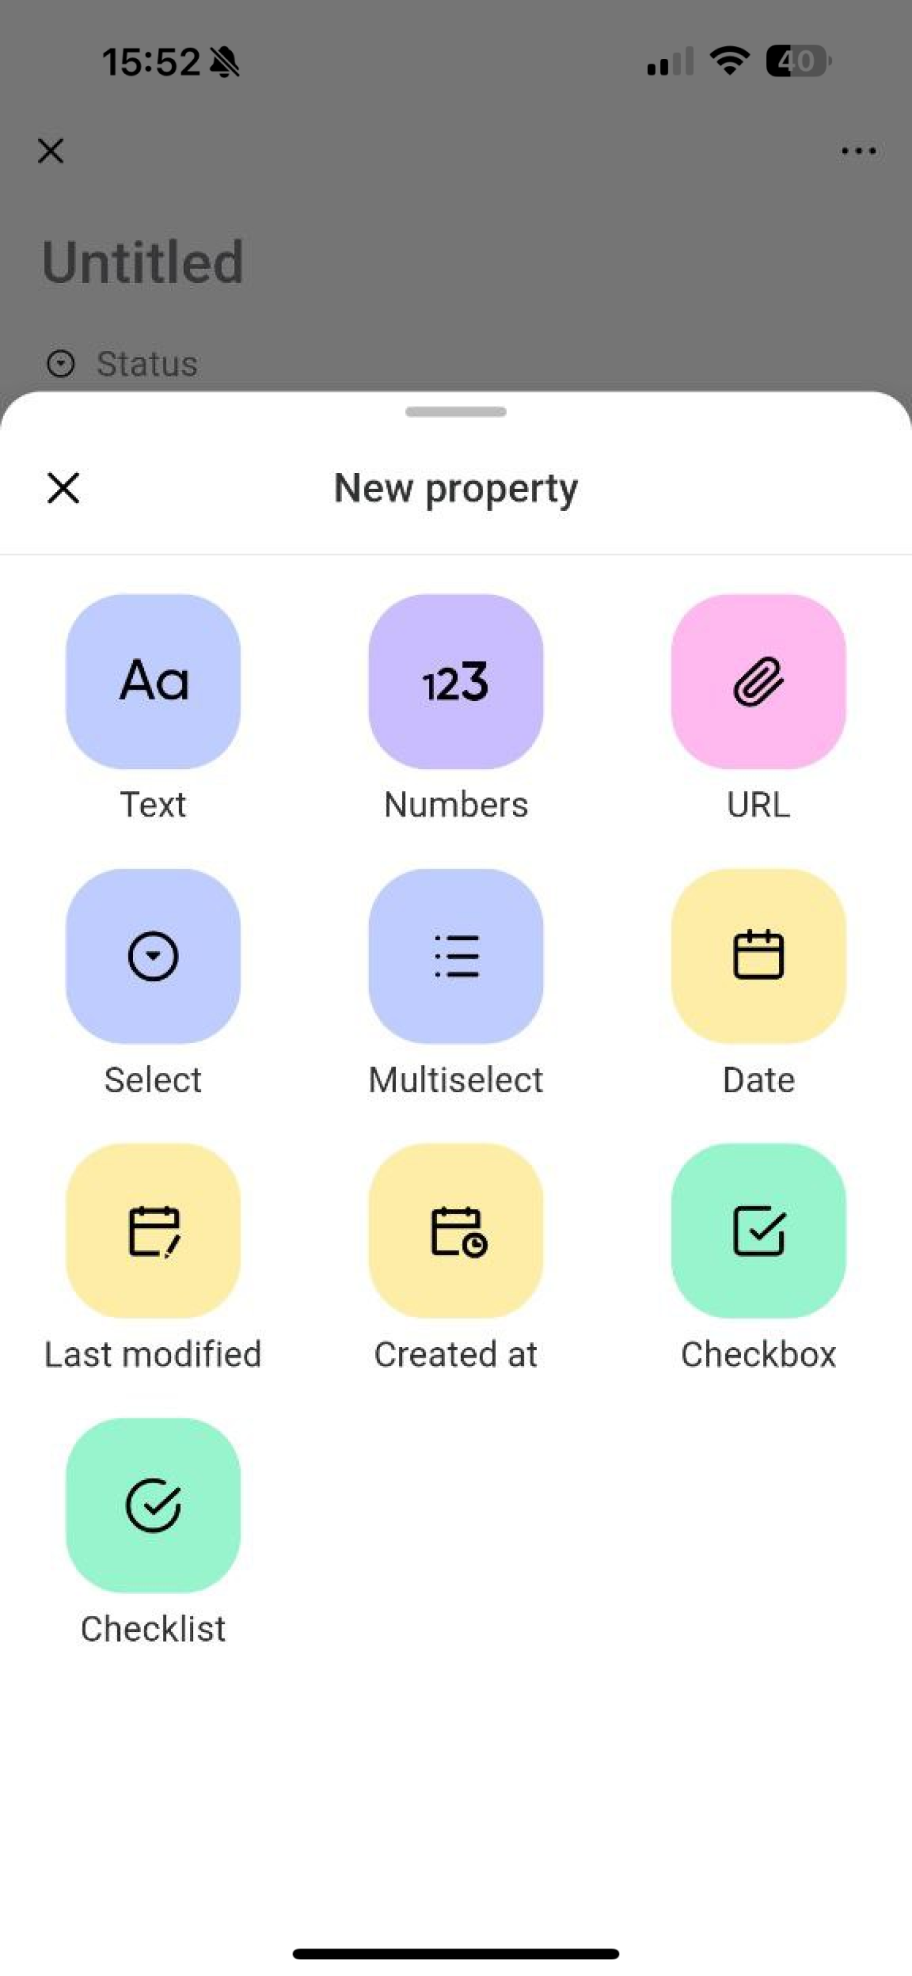 15:52
40
Untitled
Status
New property
Aa
123
Text
Numbers
URL
Select
Multiselect
Date
Last modified
Created at
Checkbox
Checklist